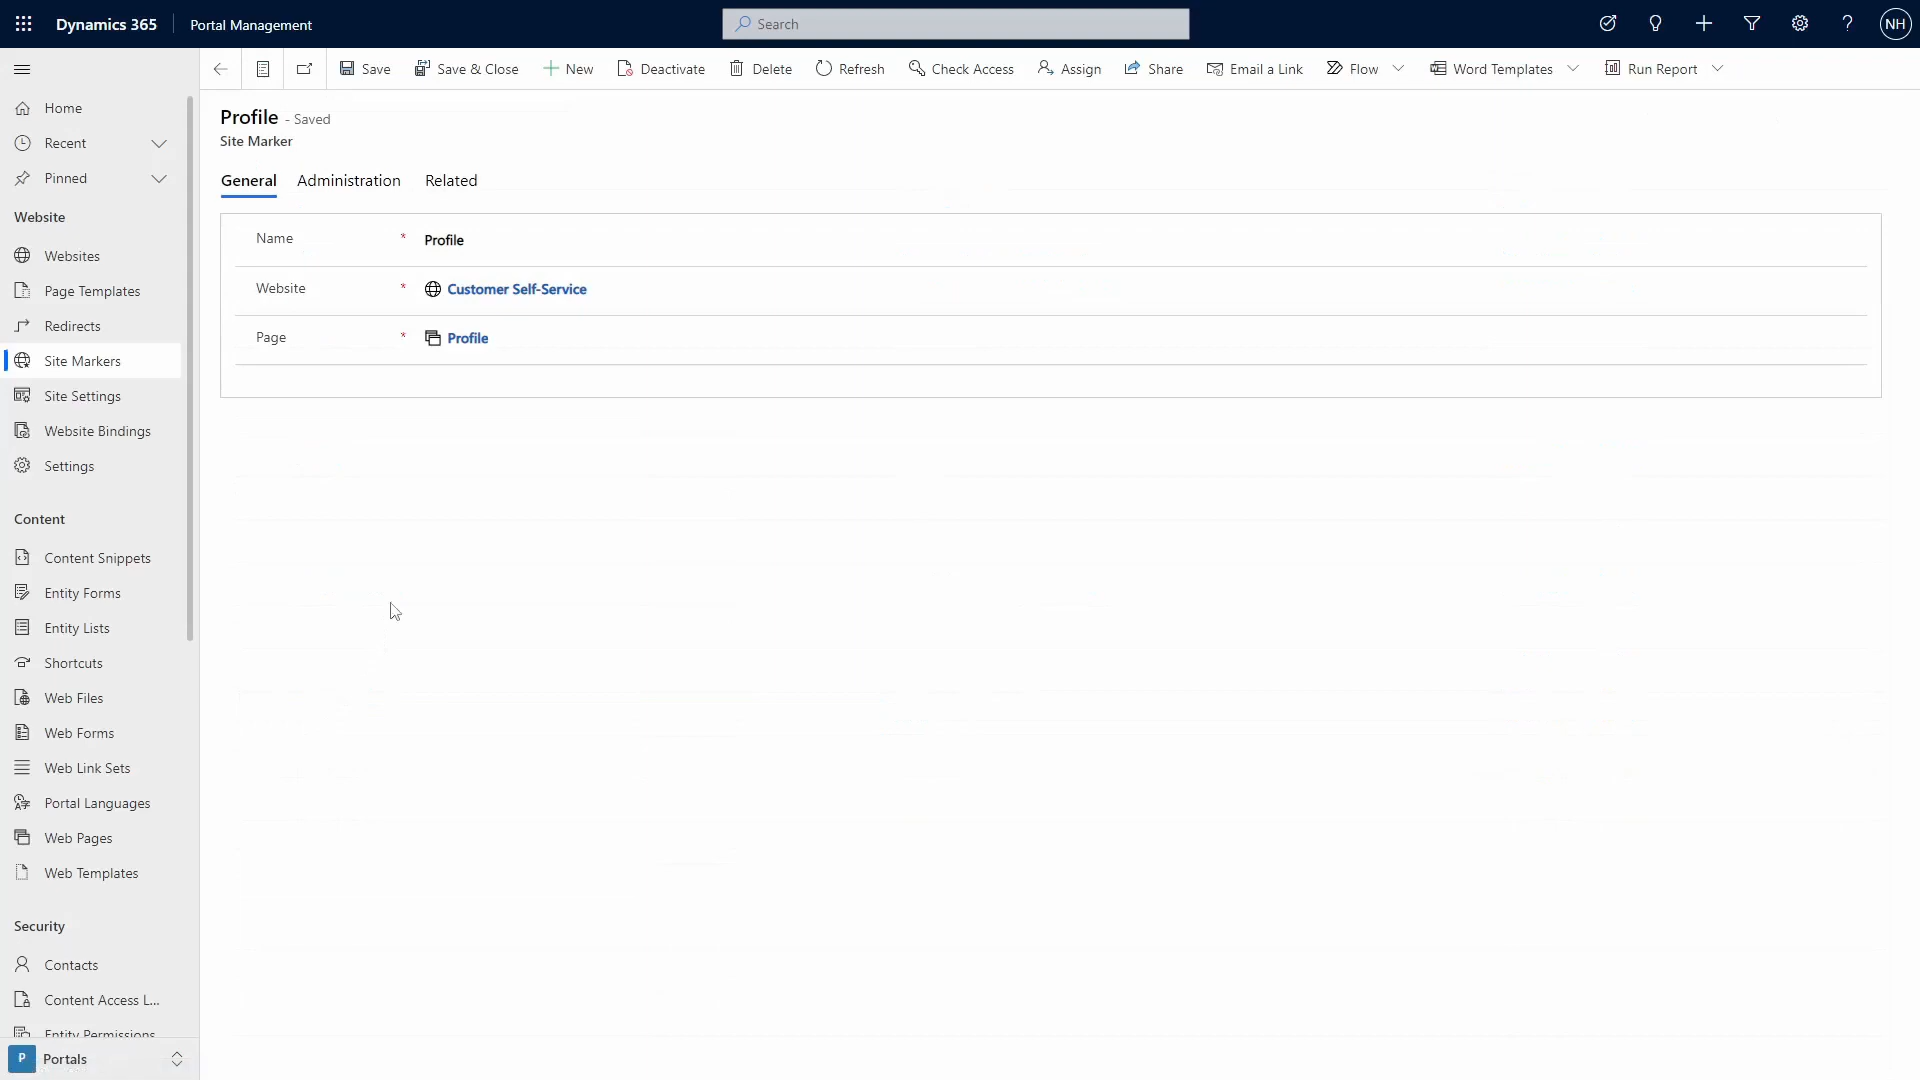 Dynamics 365
Portal Management
Search
NH
Save
Save & Close
New
Deactivate
Delete
Refresh
Check Access
Assign
Share
Email a Link
Flow
Word Templates
Run Report
Home
Recent
Pinned
Website
Websites
Page Templates
Redirects
Site Markers
Site Settings
Website Bindings
Settings
Content
Content Snippets
Entity Forms
Entity Lists
Shortcuts
Web Files
Web Forms
Web Link Sets
Portal Languages
Web Pages
Web Templates
Security
Contacts
Content Access L...
Entity Permissions
P Portals
Profile - Saved
Site Marker
General Administration Related
Name * Profile
Website * Customer Self-Service
Page * Profile